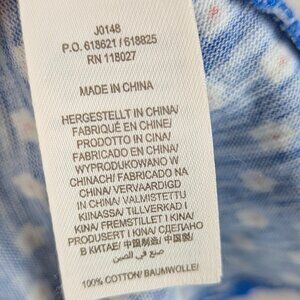 J0148
P.O. 618621 / 618825
RN 118027
MADE IN CHINA
HERGESTELLT IN CHINA/
FABRIQUÉ EN CHINE/
PRODOTTO IN CINA/
FABRICADO EN CHINA/
WYPRODUKOWANO W
CHINACH/ FABRICADO NA
CHINA/ VERVAARDIGD
IN CHINA/ VALMISTETTU
KIINASSA/ TILLVERKAD I
KINA/ FREMSTILLET I KINA/
PRODUSERT I KINA/ СДЕЛАНО
В КИТАЕ/ 中国制造/ 中国製/
صنع في الصين
100% COTTON/ BAUMWOLLE/